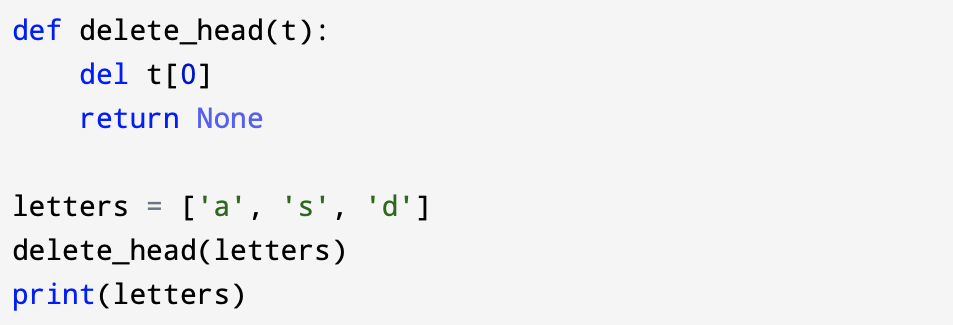 def delete_head(t):
    del t[0]
    return None

letters = ['a', 's', 'd']
delete_head(letters)
print(letters)